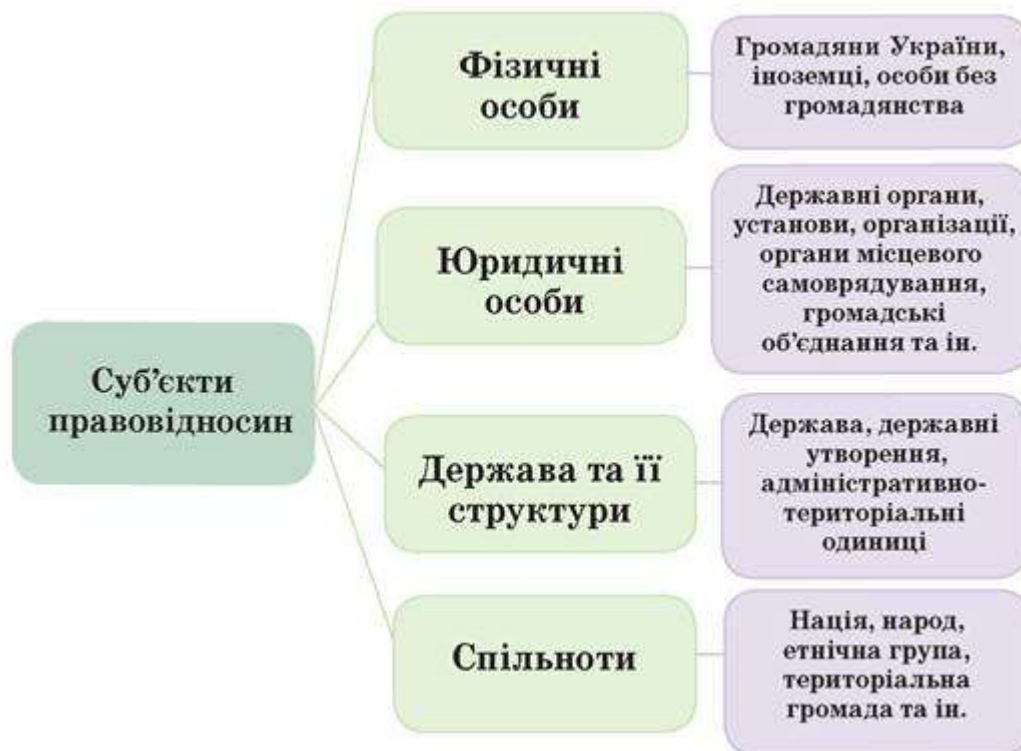 Суб’єкти
правовідносин
Фізичні
особи
Громадяни України,
іноземці, особи без
громадянства
Юридичні
особи
Державні органи,
установи, організації,
органи місцевого
самоврядування,
громадські
об’єднання та ін.
Держава та її
структури
Держава, державні
утворення,
адміністративно-
територіальні
одиниці
Спільноти
Нація, народ,
етнічна група,
територіальна
громада та ін.